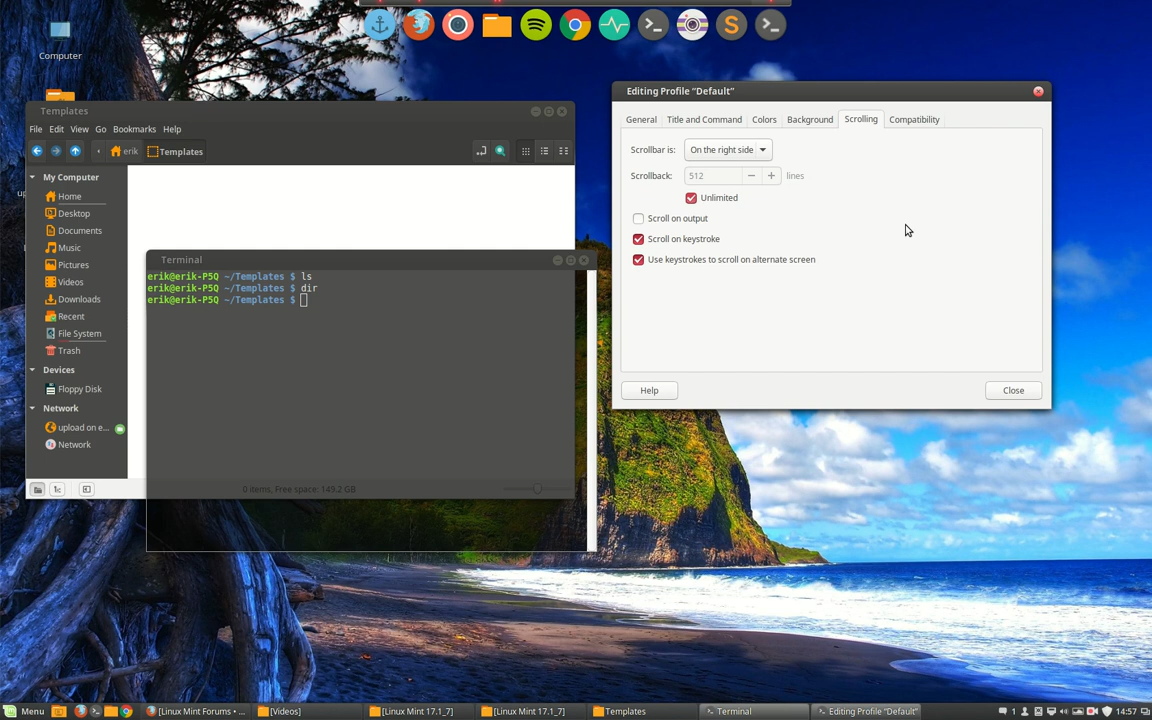 Computer
Templates
File Edit View Go Bookmarks Help
erik Templates
My Computer
Home
Desktop
Documents
Music
Pictures
Videos
Downloads
Recent
File System
Trash
Devices
Floppy Disk
Network
upload on e...
Network
0 items, Free space: 149,2 GB
Terminal
erik@erik-P5Q ~/Templates $ ls
erik@erik-P5Q ~/Templates $ dir
erik@erik-P5Q ~/Templates $
Editing Profile “Default”
General Title and Command Colors Background Scrolling Compatibility
Scrollbar is: On the right side
Scrollback: 512 lines
Unlimited
Scroll on output
Scroll on keystroke
Use keystrokes to scroll on alternate screen
Help Close
Menu [Linux Mint Forums • ... [Videos] [Linux Mint 17.1_7] [Linux Mint 17.1_7] Templates Terminal Editing Profile “Default” 1 14:57